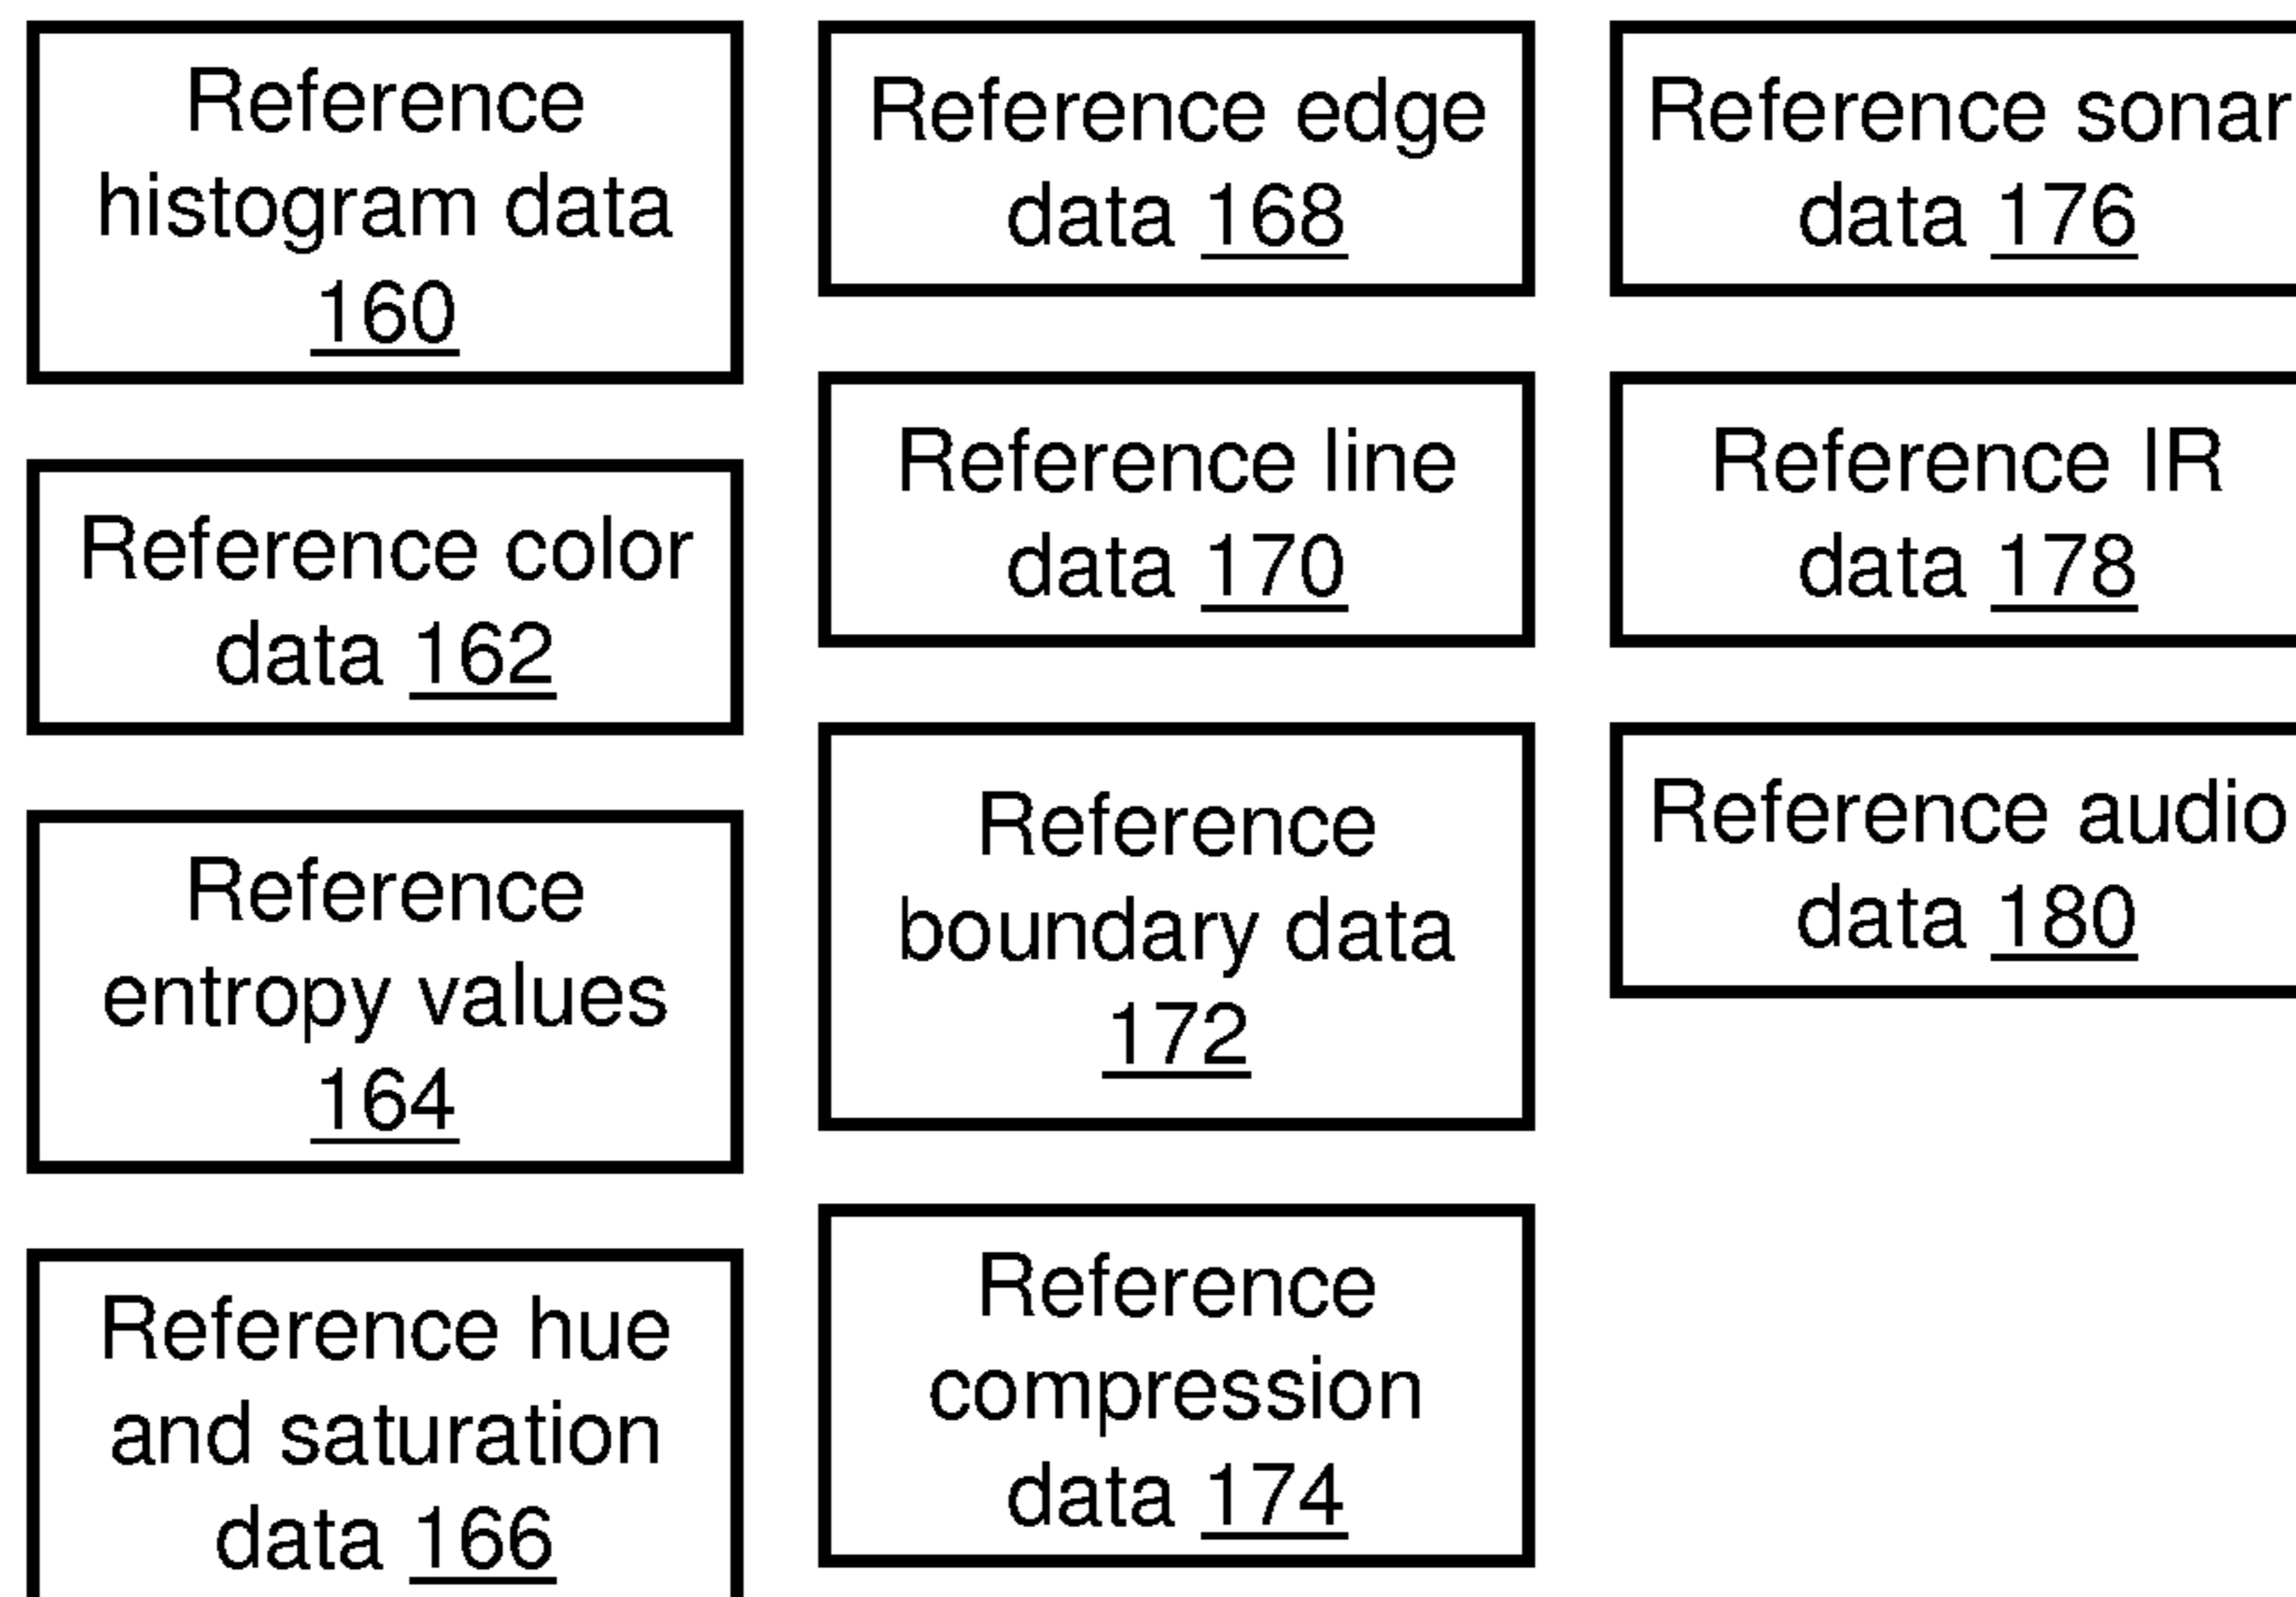 Reference
histogram data
160
Reference color
data 162
Reference
entropy values
164
Reference hue
and saturation
data 166
Reference edge
data 168
Reference line
data 170
Reference
boundary data
172
Reference
compression
data 174
Reference sonar
data 176
Reference IR
data 178
Reference audio
data 180